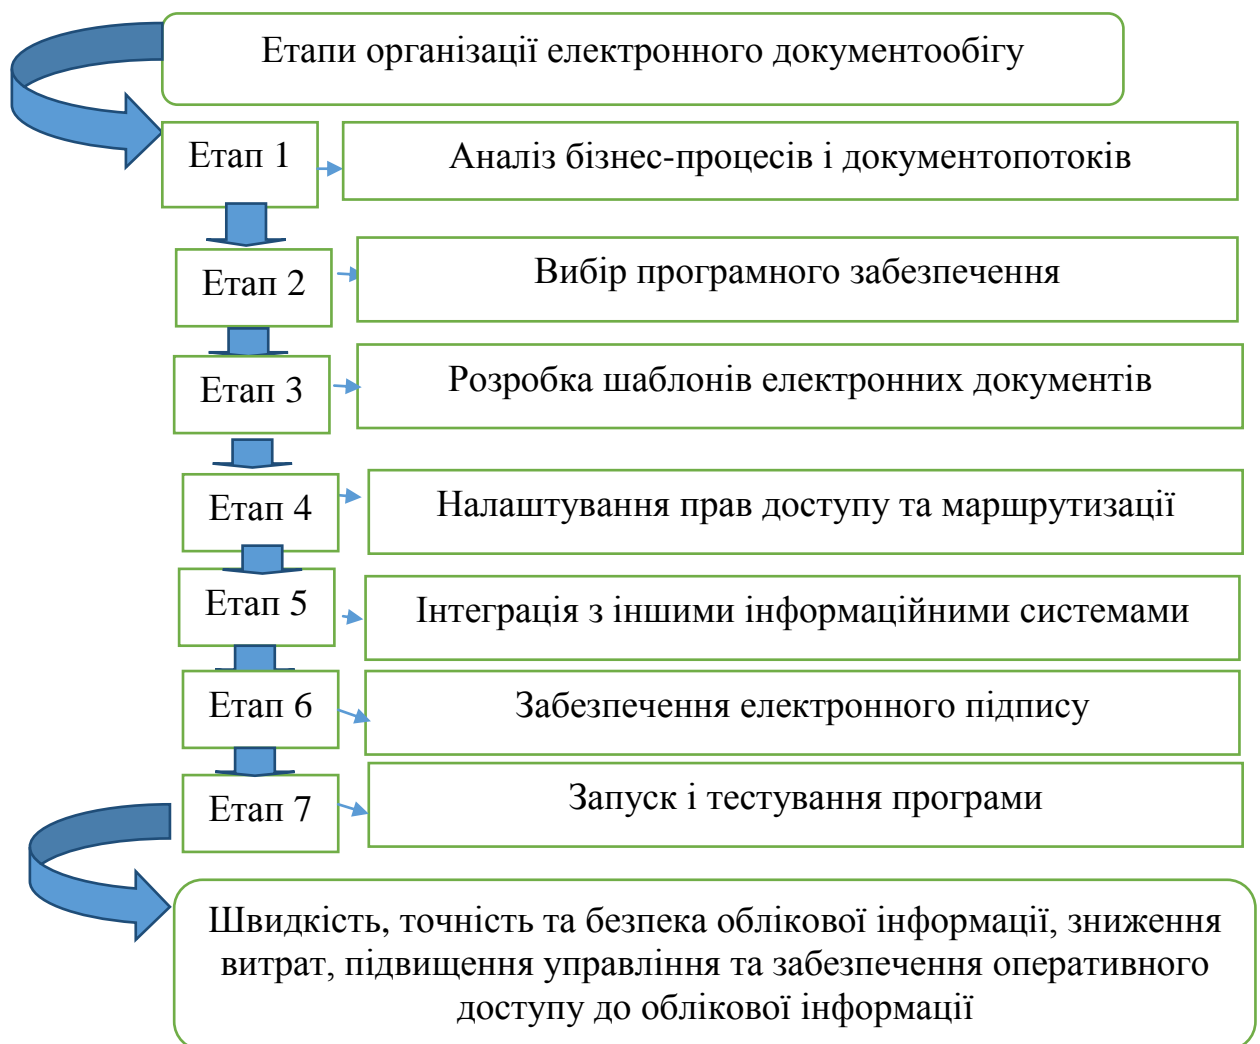 Етапи організації електронного документообігу
Етап 1
Аналіз бізнес-процесів і документопотоків
Етап 2
Вибір програмного забезпечення
Етап 3
Розробка шаблонів електронних документів
Етап 4
Налаштування прав доступу та маршрутизації
Етап 5
Інтеграція з іншими інформаційними системами
Етап 6
Забезпечення електронного підпису
Етап 7
Запуск і тестування програми
Швидкість, точність та безпека облікової інформації, зниження
витрат, підвищення управління та забезпечення оперативного
доступу до облікової інформації